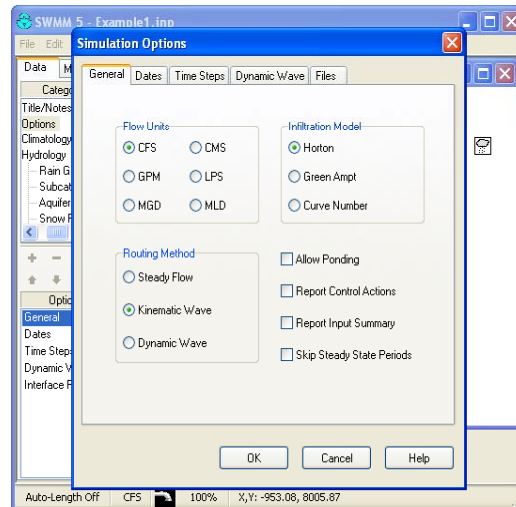 SWMM 5 - Example1.inp
File Edit
Simulation Options
Data
General Dates Time Steps Dynamic Wave Files
Title/Notes
Options
Climatology
Hydrology
Rain G
Subcat
Aquifer
Snow P
Flow Units
CFS CMS
GPM LPS
MGD MLD
Infiltration Model
Horton
Green Ampt
Curve Number
Routing Method
Steady Flow
Kinematic Wave
Dynamic Wave
Allow Ponding
Report Control Actions
Report Input Summary
Skip Steady State Periods
General
Dates
Time Step
Dynamic W
Interface F
OK Cancel Help
Auto-Length Off CFS 100% X,Y: -953.08, 8005.87